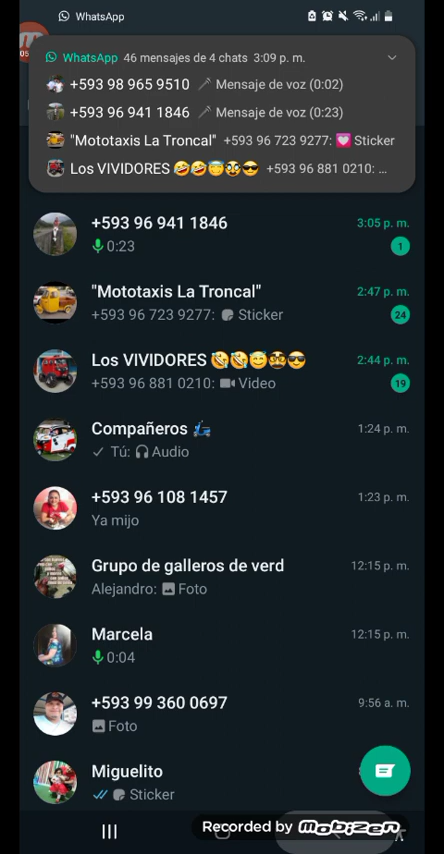 WhatsApp
WhatsApp 46 mensajes de 4 chats 3:09 p. m.
+593 98 965 9510 Mensaje de voz (0:02)
+593 96 941 1846 Mensaje de voz (0:23)
"Mototaxis La Troncal" +593 96 723 9277: 💟 Sticker
Los VIVIDORES 🤣🤣😇🥸😎 +593 96 881 0210: ...
+593 96 941 1846 3:05 p. m.
0:23 1
"Mototaxis La Troncal" 2:47 p. m.
+593 96 723 9277: Sticker 24
Los VIVIDORES 🤣🤣😇🥸😎 2:44 p. m.
+593 96 881 0210: Video 19
Compañeros 🛵 1:24 p. m.
Tú: Audio
+593 96 108 1457 1:23 p. m.
Ya mijo
Grupo de galleros de verd 12:15 p. m.
Alejandro: Foto
Marcela 12:15 p. m.
0:04
+593 99 360 0697 9:56 a. m.
Foto
Miguelito
Sticker
Recorded by Mobizen